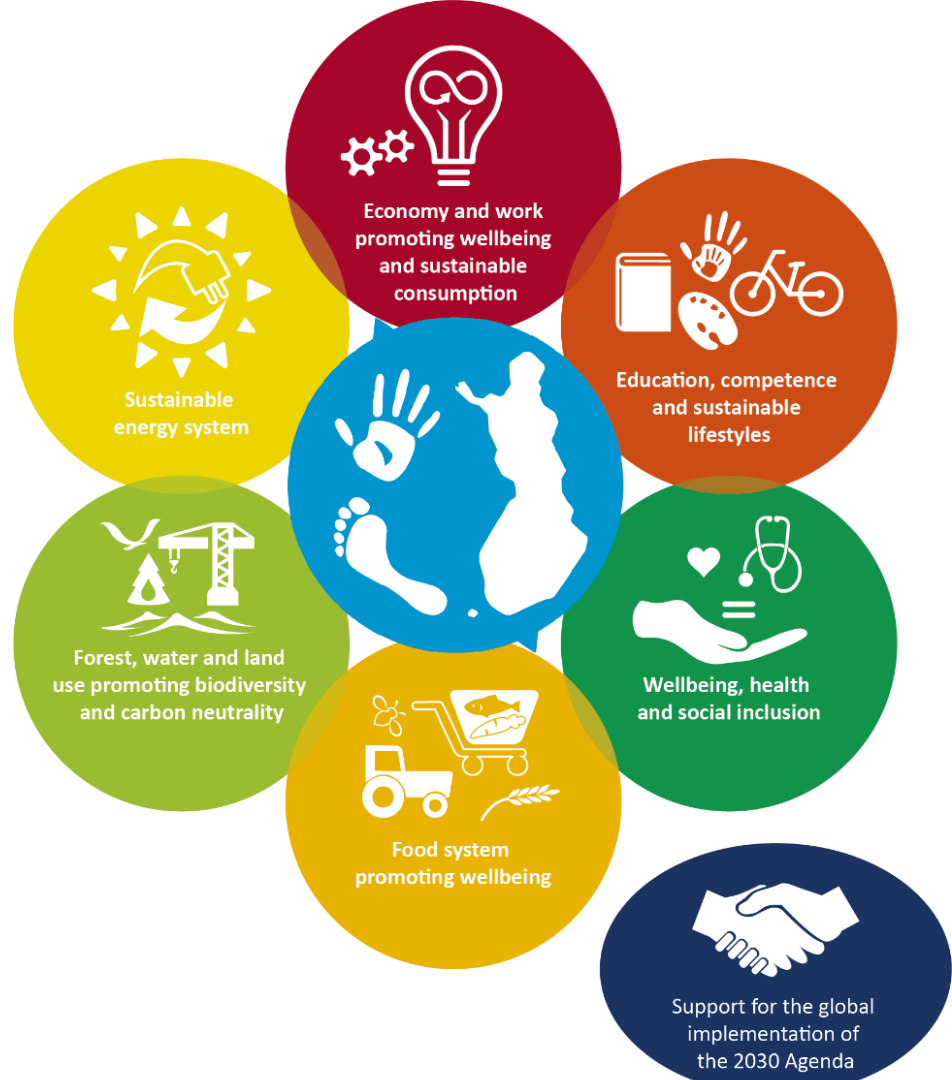 Economy and work
promoting wellbeing
and sustainable
consumption
Education, competence
and sustainable
lifestyles
Sustainable
energy system
Forest, water and land
use promoting biodiversity
and carbon neutrality
Wellbeing, health
and social inclusion
Food system
promoting wellbeing
Support for the global
implementation of
the 2030 Agenda